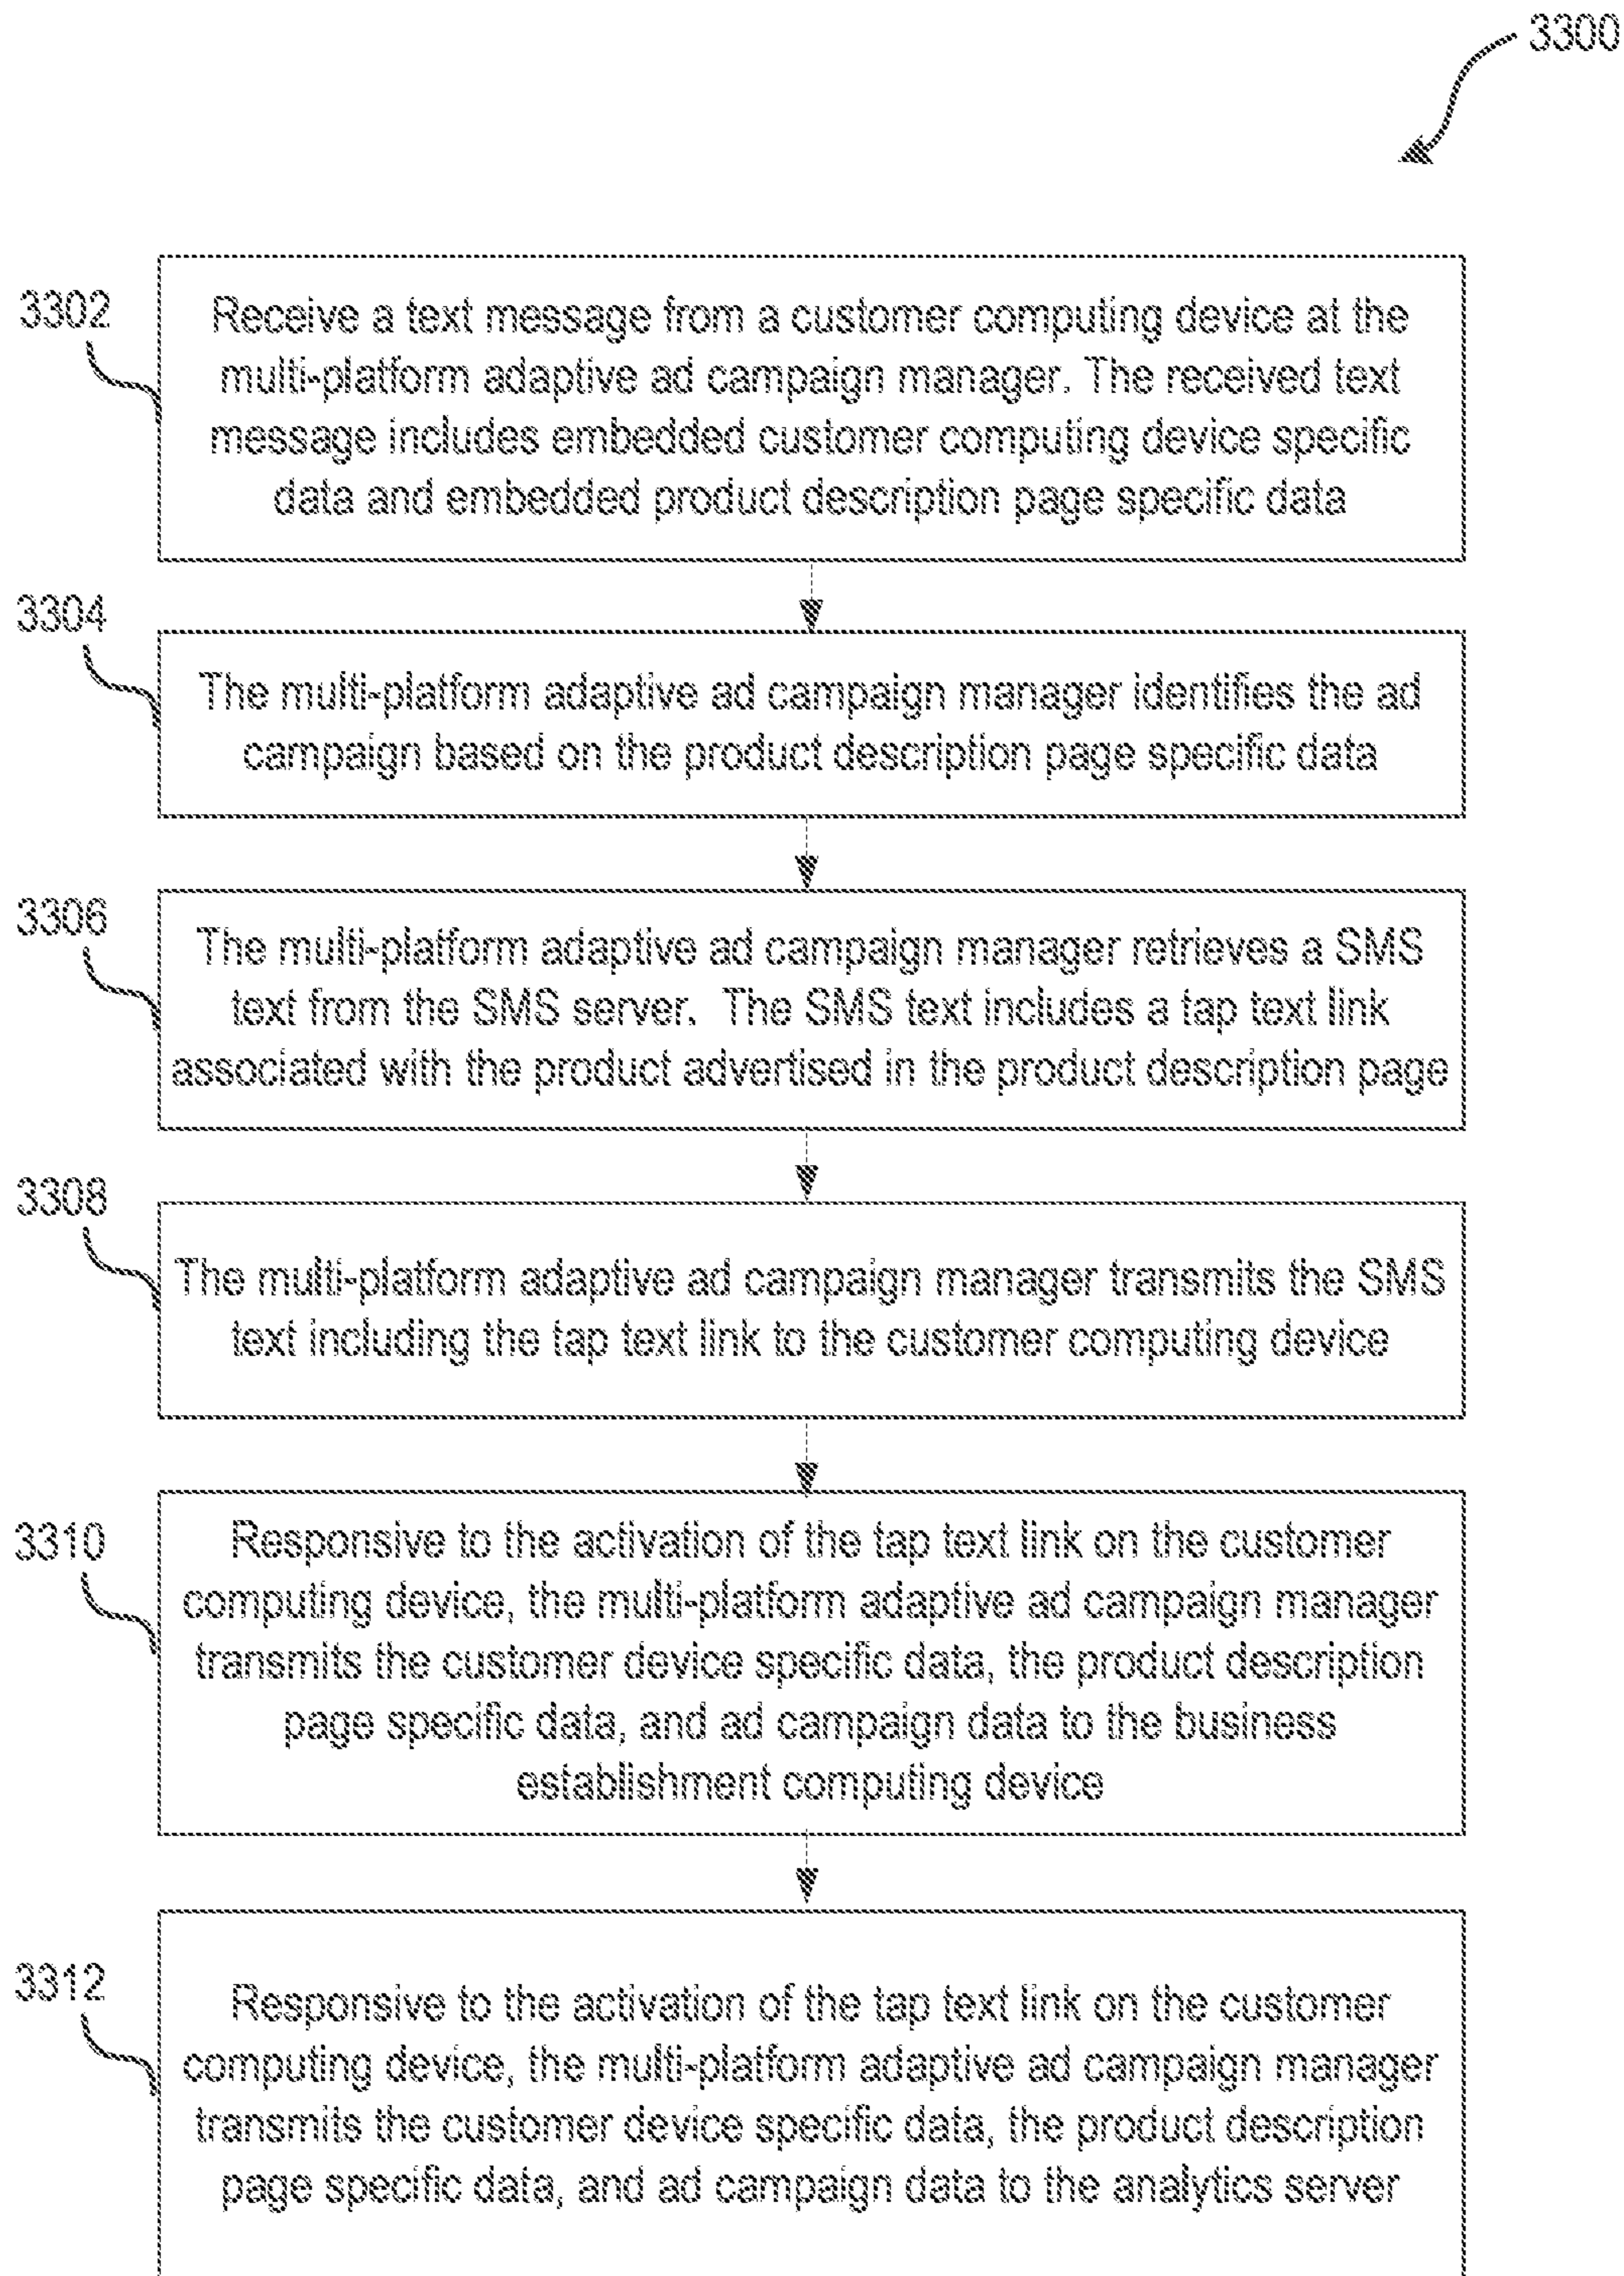 3300
3302
Receive a text message from a customer computing device at the
multi-platform adaptive ad campaign manager. The received text
message includes embedded customer computing device specific
data and embedded product description page specific data
3304
The multi-platform adaptive ad campaign manager identifies the ad
campaign based on the product description page specific data
3306
The multi-platform adaptive ad campaign manager retrieves a SMS
text from the SMS server. The SMS text includes a tap text link
associated with the product advertised in the product description page
3308
The multi-platform adaptive ad campaign manager transmits the SMS
text including the tap text link to the customer computing device
3310
Responsive to the activation of the tap text link on the customer
computing device, the multi-platform adaptive ad campaign manager
transmits the customer device specific data, the product description
page specific data, and ad campaign data to the business
establishment computing device
3312
Responsive to the activation of the tap text link on the customer
computing device, the multi-platform adaptive ad campaign manager
transmits the customer device specific data, the product description
page specific data, and ad campaign data to the analytics server